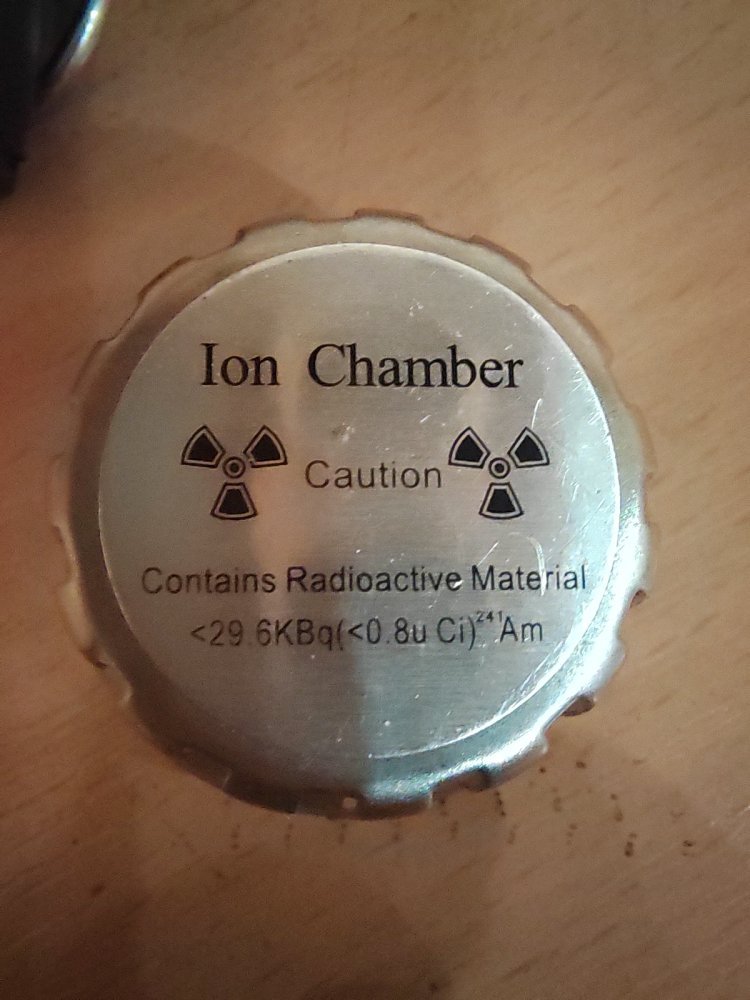 Ion Chamber
Caution
Contains Radioactive Material
<29.6KBq(<0.8u Ci)²⁴¹Am